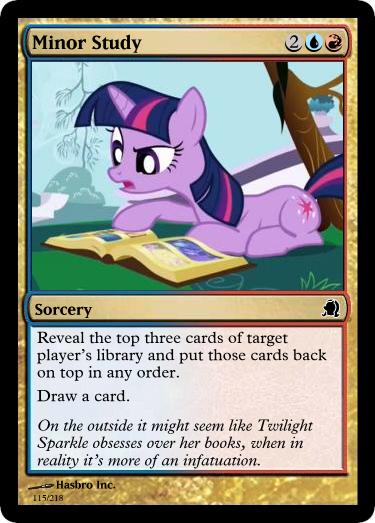 Minor Study 2
Sorcery
Reveal the top three cards of target
player's library and put those cards back
on top in any order.
Draw a card.
On the outside it might seem like Twilight
Sparkle obsesses over her books, when in
reality it's more of an infatuation.
Hasbro Inc.
115/218